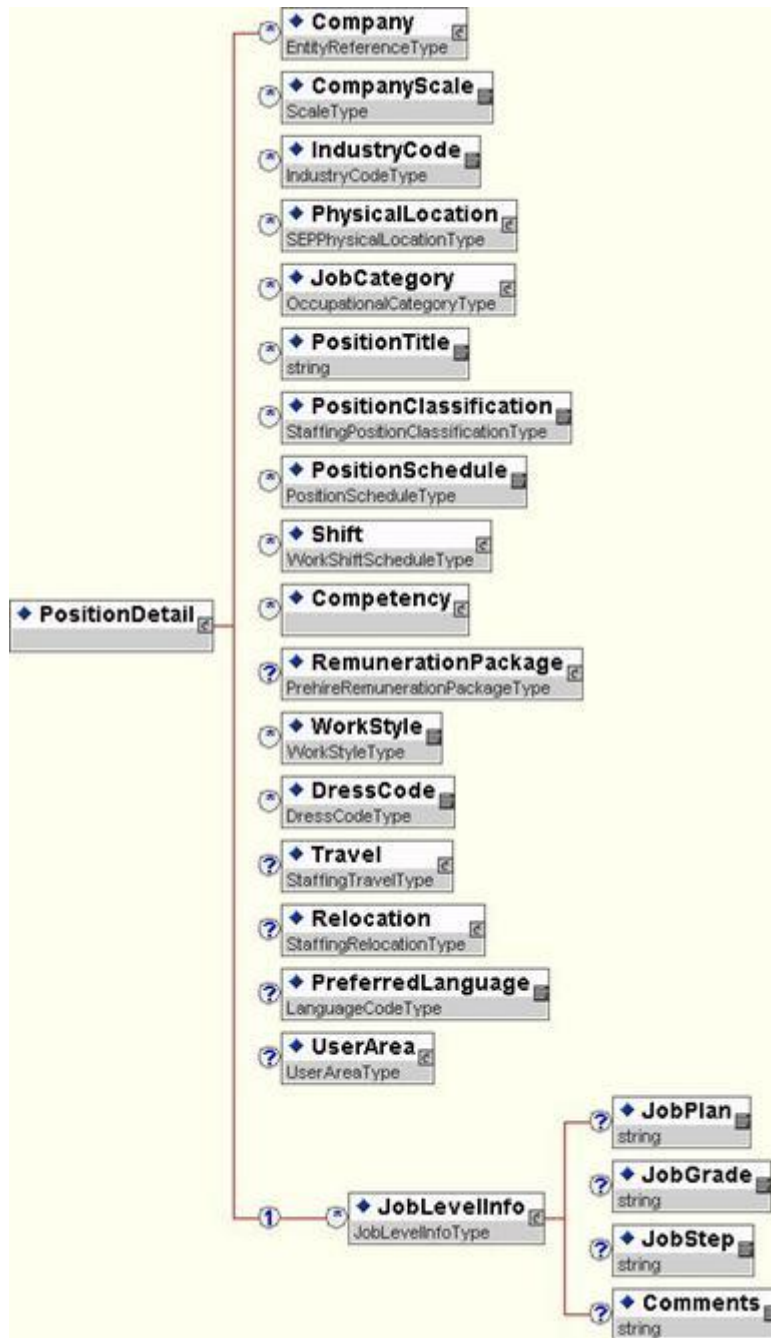 Company
EntityReferenceType
CompanyScale
ScaleType
IndustryCode
IndustryCodeType
PhysicalLocation
SEPPhysicalLocationType
JobCategory
OccupationalCategoryType
PositionTitle
string
PositionClassification
StaffingPositionClassificationType
PositionSchedule
PositionScheduleType
Shift
WorkShiftScheduleType
PositionDetail
Competency
? RemunerationPackage
PrehireRemunerationPackageType
* WorkStyle
WorkStyleType
* DressCode
DressCodeType
? Travel
StaffingTravelType
? Relocation
StaffingRelocationType
? PreferredLanguage
LanguageCodeType
? UserArea
UserAreaType
1 * JobLevelInfo
JobLevelInfoType
? JobPlan
string
? JobGrade
string
? JobStep
string
? Comments
string